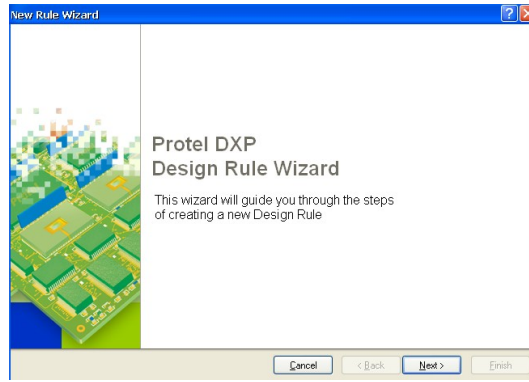 New Rule Wizard
Protel DXP
Design Rule Wizard
This wizard will guide you through the steps
of creating a new Design Rule
Cancel < Back Next > Finish